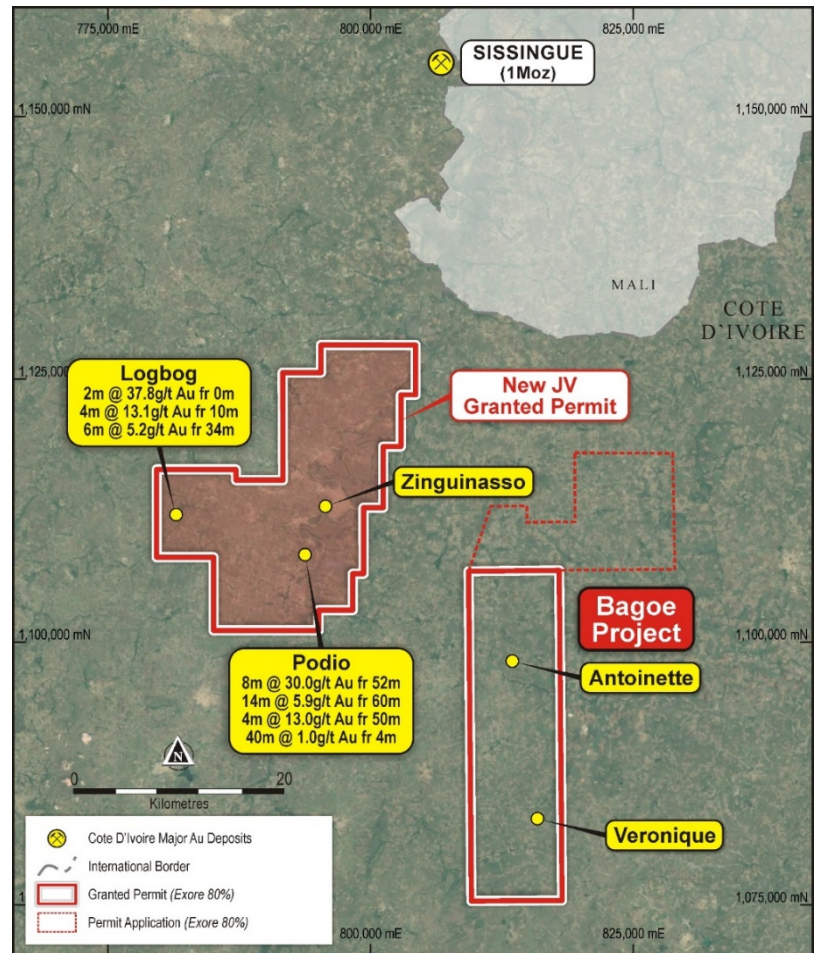 775,000 mE
800,000 mE
825,000 mE
SISSINGUE
(1Moz)
1,150,000 mN
1,150,000 mN
MALI
COTE
D'IVOIRE
Logbog
2m @ 37.8g/t Au fr 0m
4m @ 13.1g/t Au fr 10m
6m @ 5.2g/t Au fr 34m
1,125,000 mN
1,125,000 mN
New JV
Granted Permit
Zinguinasso
1,100,000 mN
1,100,000 mN
Bagoe
Project
Podio
8m @ 30.0g/t Au fr 52m
14m @ 5.9g/t Au fr 60m
4m @ 13.0g/t Au fr 50m
40m @ 1.0g/t Au fr 4m
Antoinette
N
0
20
Kilometres
Veronique
Cote D'Ivoire Major Au Deposits
International Border
Granted Permit (Exore 80%)
Permit Application (Exore 80%)
1,075,000 mN
800,000 mE
825,000 mE